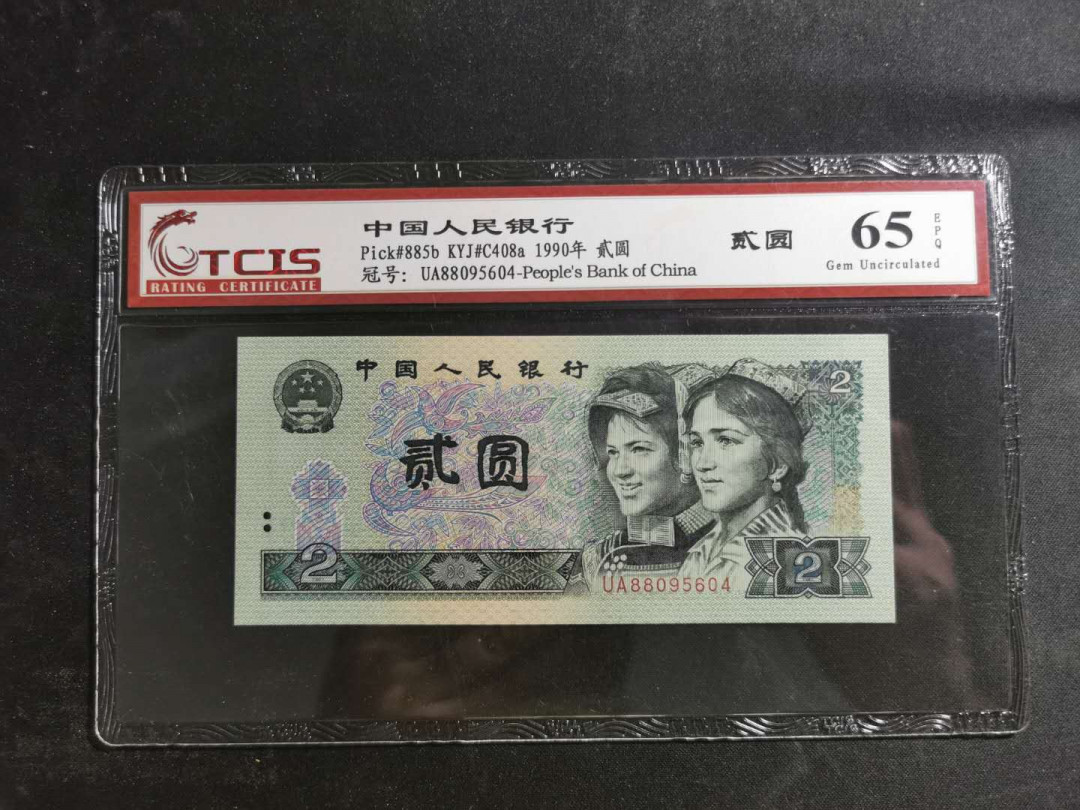 TCIS
RATING CERTIFICATE
中国人民银行
Pick#885b KYJ#C408a 1990年 贰圆
冠号: UA88095604-People's Bank of China
贰圆
65
EPQ
Gem Uncirculated
中国人民银行
2
贰圆
2
2
UA88095604